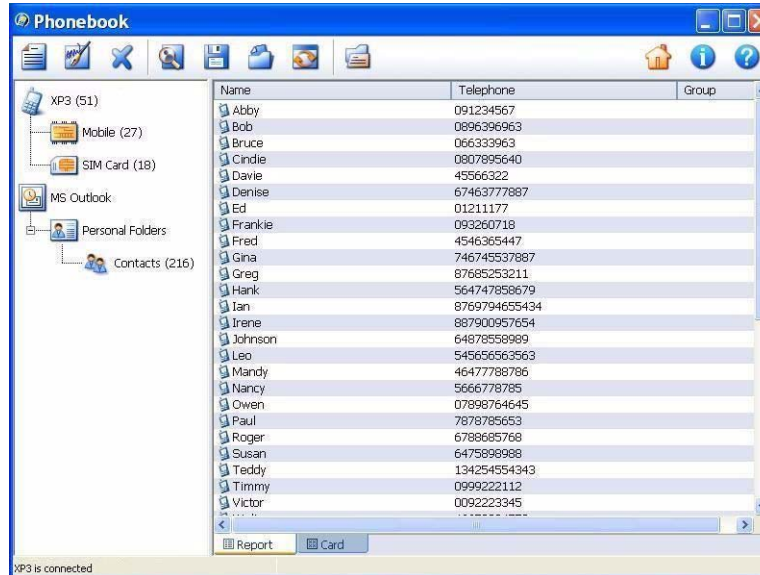 Phonebook
XP3 (51)
Mobile (27)
SIM Card (18)
MS Outlook
Personal Folders
Contacts (216)
Name Telephone Group
Abby 091234567
Bob 0896396963
Bruce 066333963
Cindie 0807895640
Davie 45566322
Denise 67463777887
Ed 01211177
Frankie 093260718
Fred 4546365447
Gina 746745537887
Greg 87685253211
Hank 564747858679
Ian 8769794655434
Irene 887900957654
Johnson 64878558989
Leo 545656563563
Mandy 46477788786
Nancy 5666778785
Owen 07898764645
Paul 7878785653
Roger 6788685768
Susan 6475898988
Teddy 134254554343
Timmy 0999222112
Victor 0092223345
Report Card
XP3 is connected